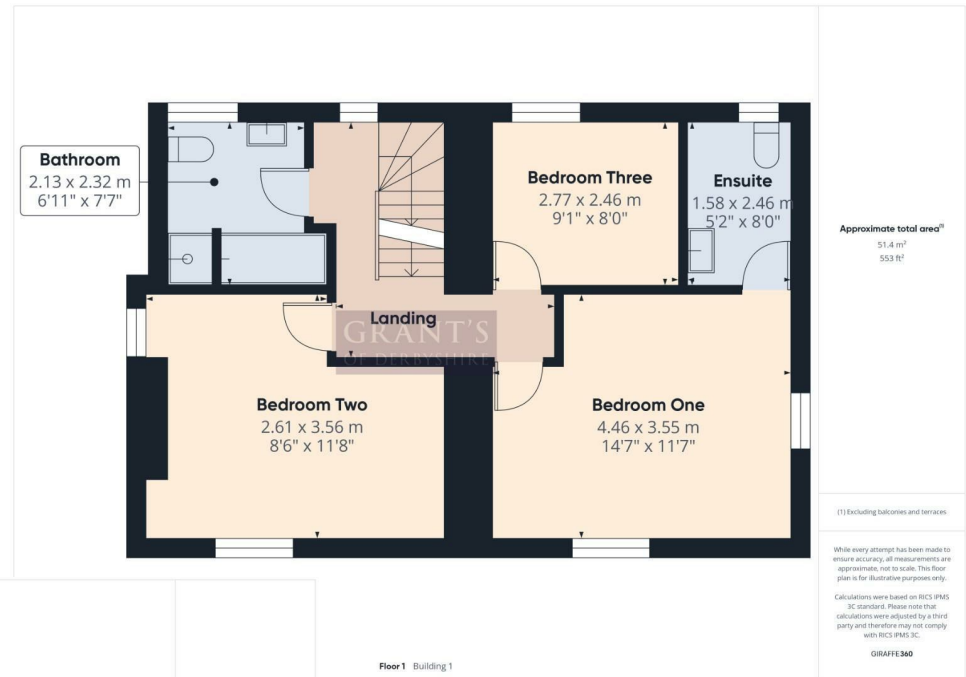 Bathroom
2.13 x 2.32 m
6'11" x 7'7"
Bedroom Three
2.77 x 2.46 m
9'1" x 8'0"
Ensuite
1.58 x 2.46 m
5'2" x 8'0"
Landing
GRANT'S
OF DERBYSHIRE
Bedroom Two
2.61 x 3.56 m
8'6" x 11'8"
Bedroom One
4.46 x 3.55 m
14'7" x 11'7"
Approximate total area(1)
51.4 m²
553 ft²
(1) Excluding balconies and terraces
While every attempt has been made to
ensure accuracy, all measurements are
approximate, not to scale. This floor
plan is for illustrative purposes only.
Calculations were based on RICS IPMS
3C standard. Please note that
calculations were adjusted by a third
party and therefore may not comply
with RICS IPMS 3C.
GIRAFFE360
Floor 1 Building 1